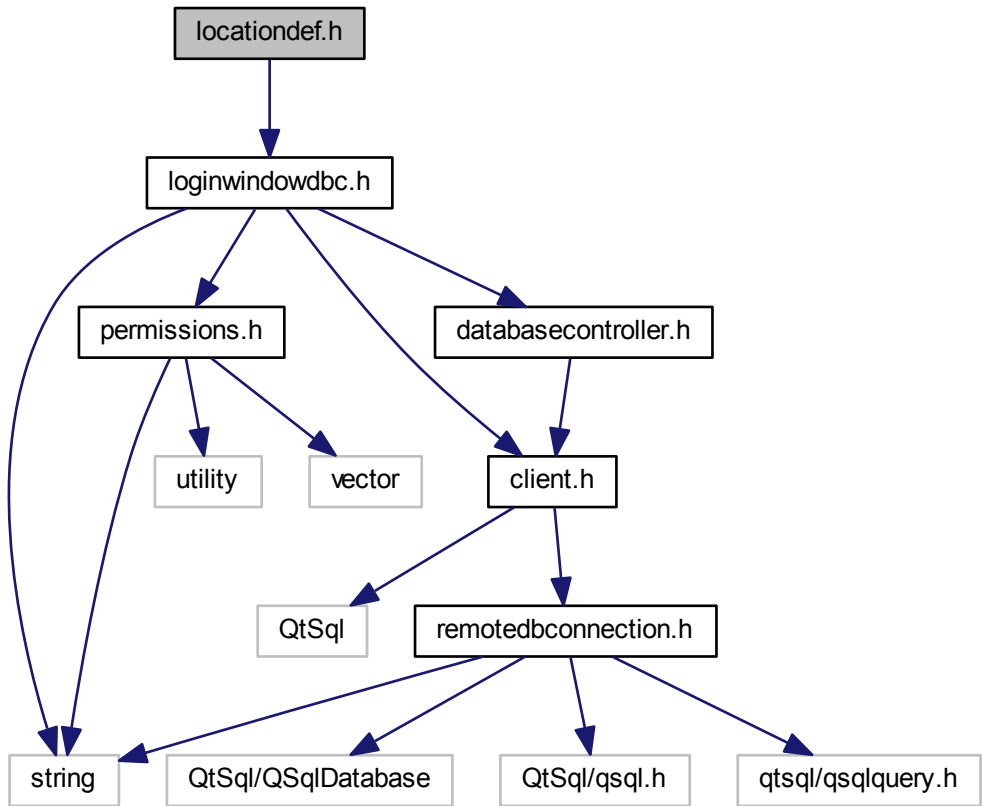 locationdef.h
loginwindowdbc.h
permissions.h
databasecontroller.h
utility
vector
client.h
QtSql
remotedbconnection.h
string
QtSql/QSqlDatabase
QtSql/qsql.h
qtsql/qsqlquery.h